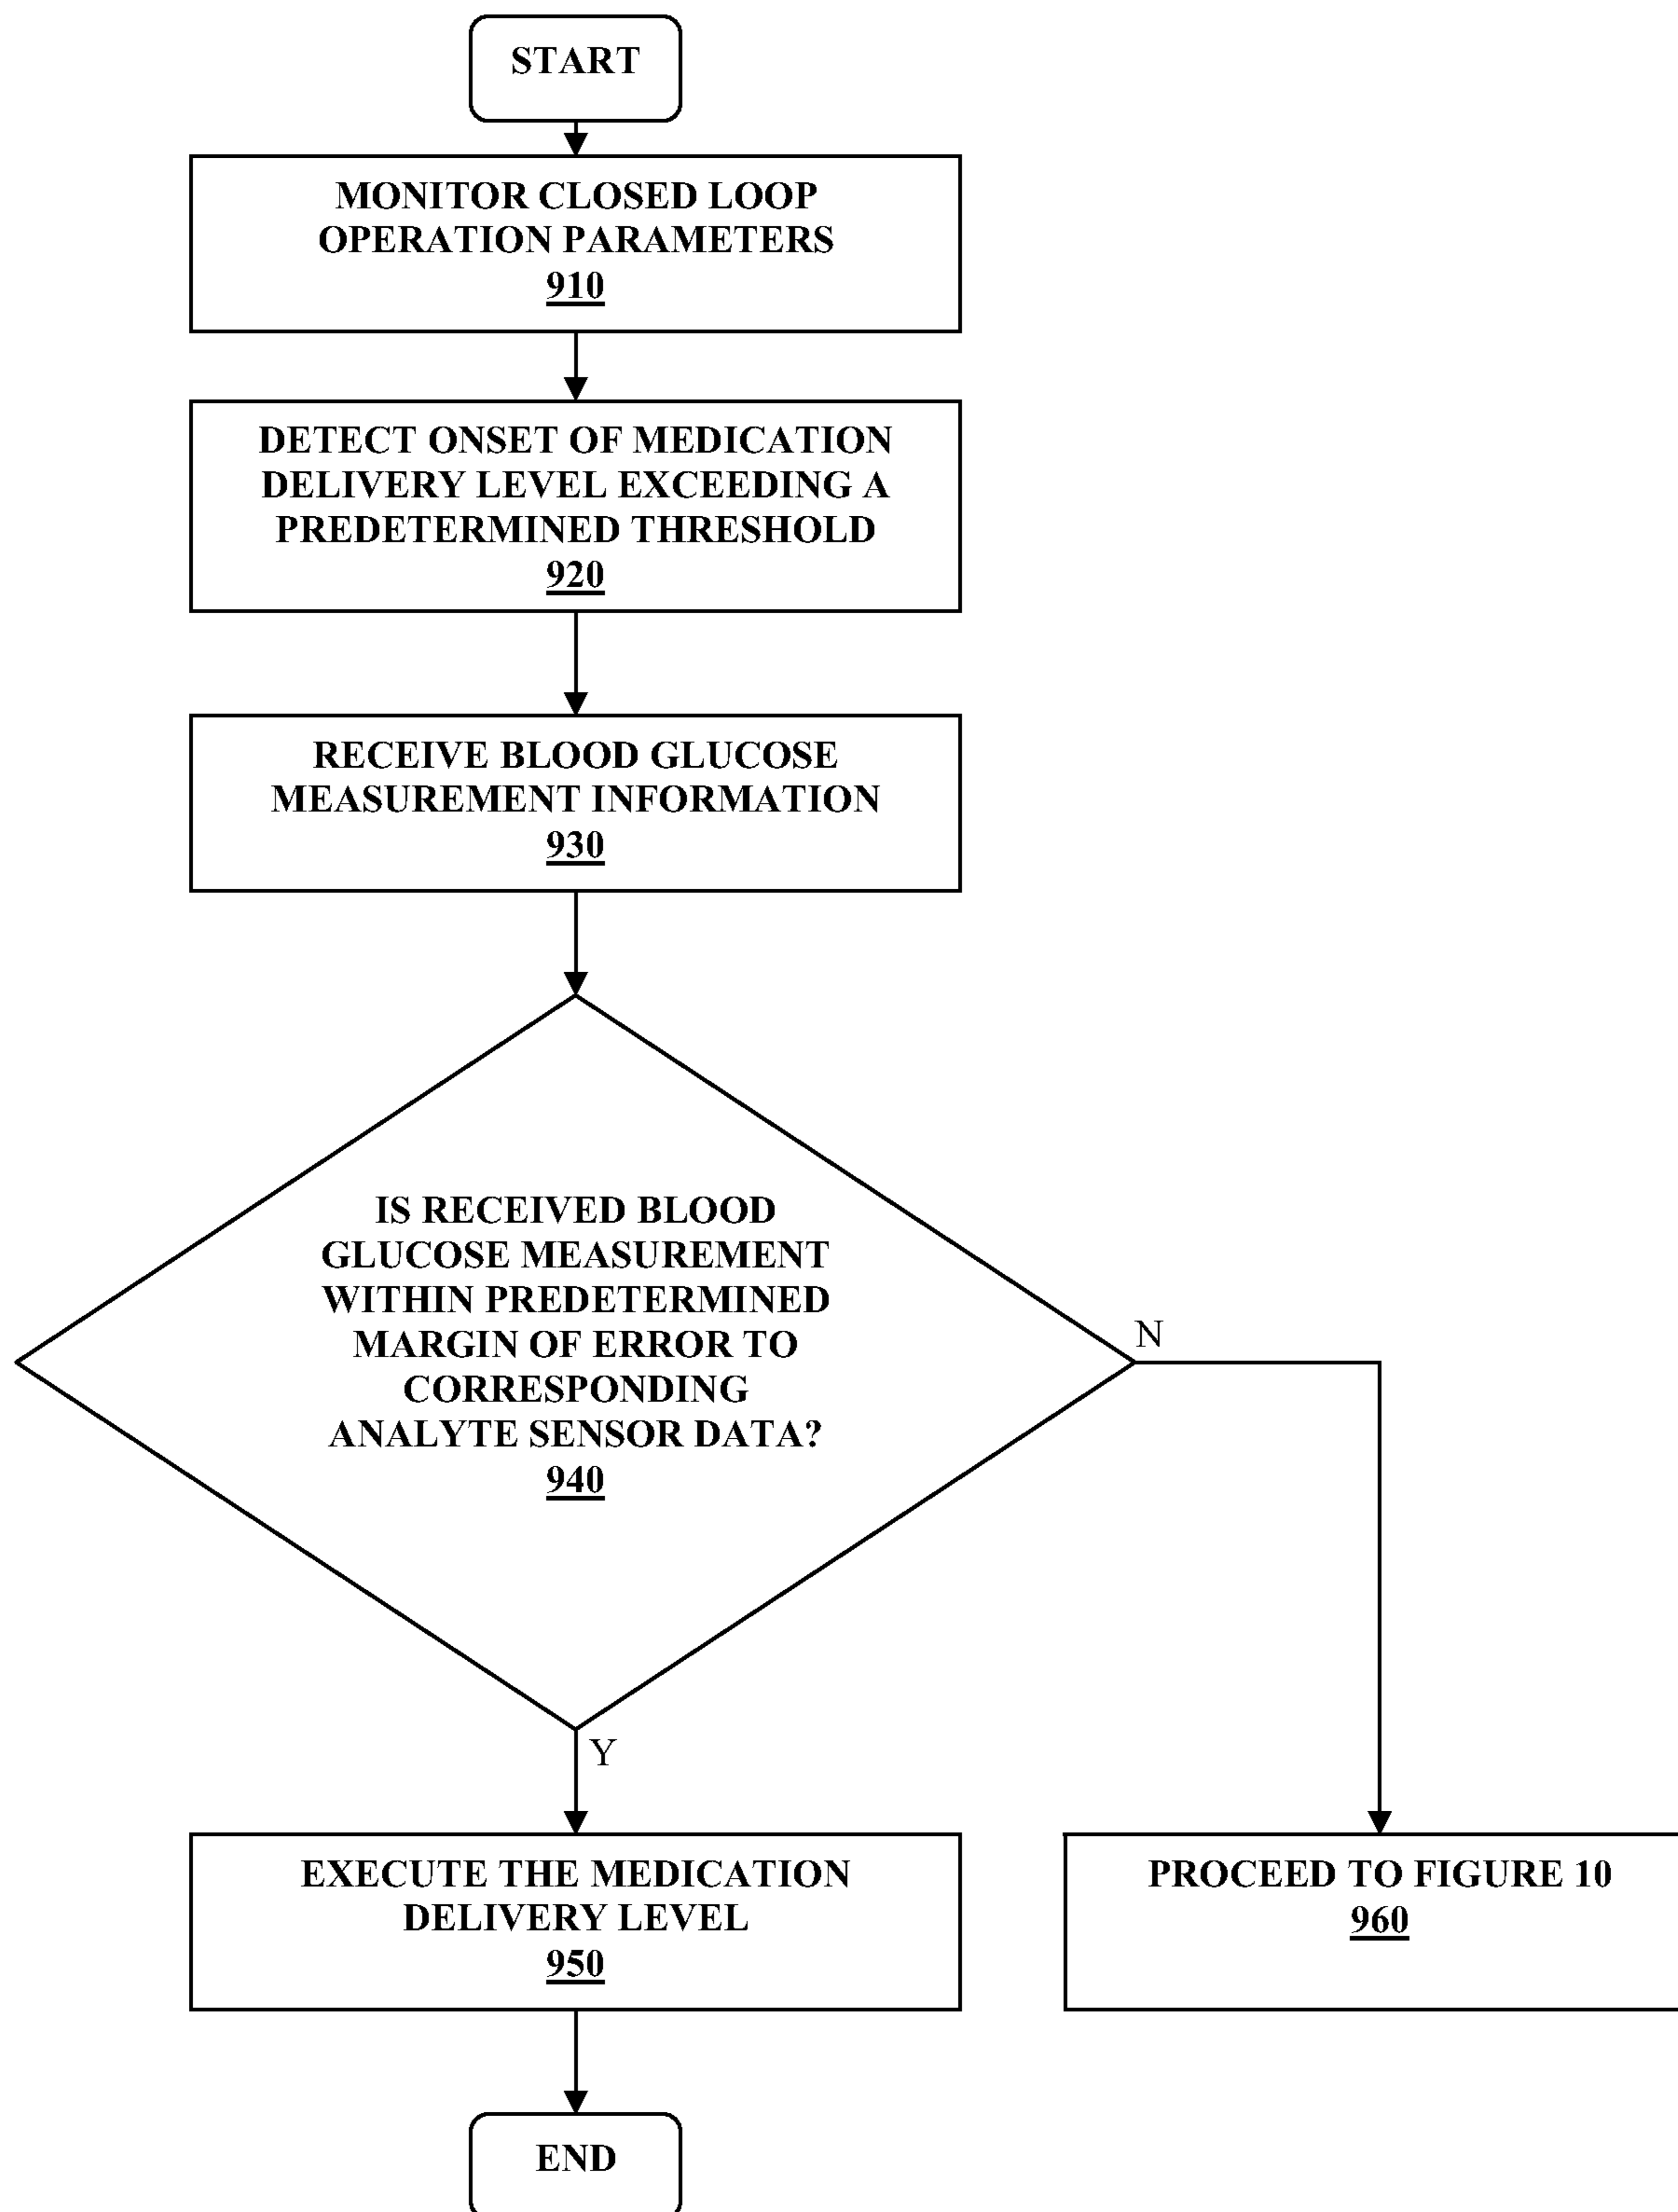 START
MONITOR CLOSED LOOP
OPERATION PARAMETERS
910
DETECT ONSET OF MEDICATION
DELIVERY LEVEL EXCEEDING A
PREDETERMINED THRESHOLD
920
RECEIVE BLOOD GLUCOSE
MEASUREMENT INFORMATION
930
IS RECEIVED BLOOD
GLUCOSE MEASUREMENT
WITHIN PREDETERMINED
MARGIN OF ERROR TO
CORRESPONDING
ANALYTE SENSOR DATA?
940
N
Y
EXECUTE THE MEDICATION
DELIVERY LEVEL
950
PROCEED TO FIGURE 10
960
END